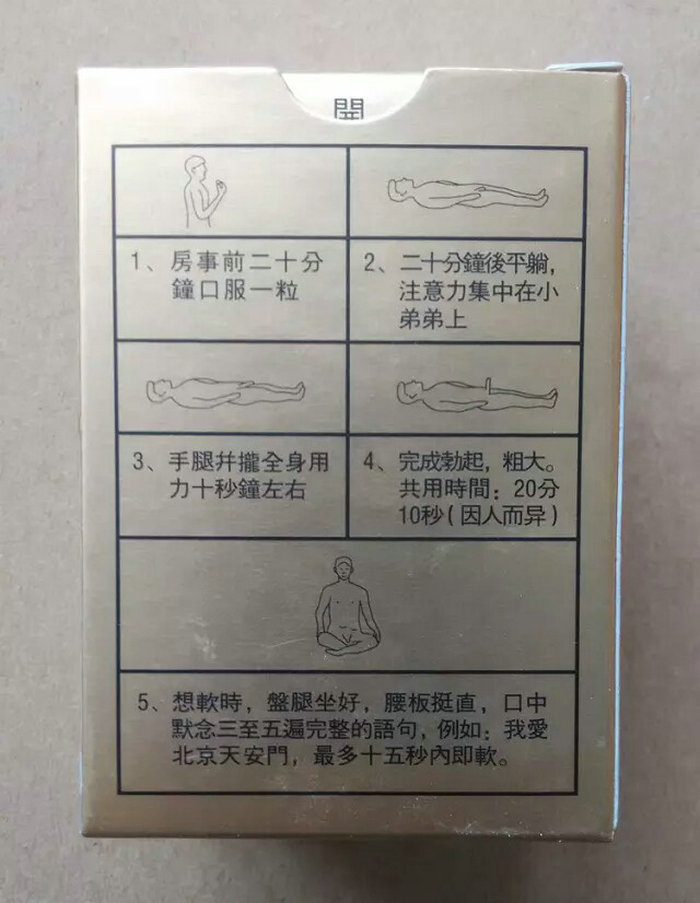 開
1、房事前二十分
鐘口服一粒
2、二十分鐘後平躺，
注意力集中在小
弟弟上
3、手腿并攏全身用
力十秒鐘左右
4、完成勃起，粗大。
共用時間：20分
10秒（因人而异）
5、想軟時，盤腿坐好，腰板挺直，口中
默念三至五遍完整的語句，例如：我愛
北京天安門，最多十五秒內即軟。